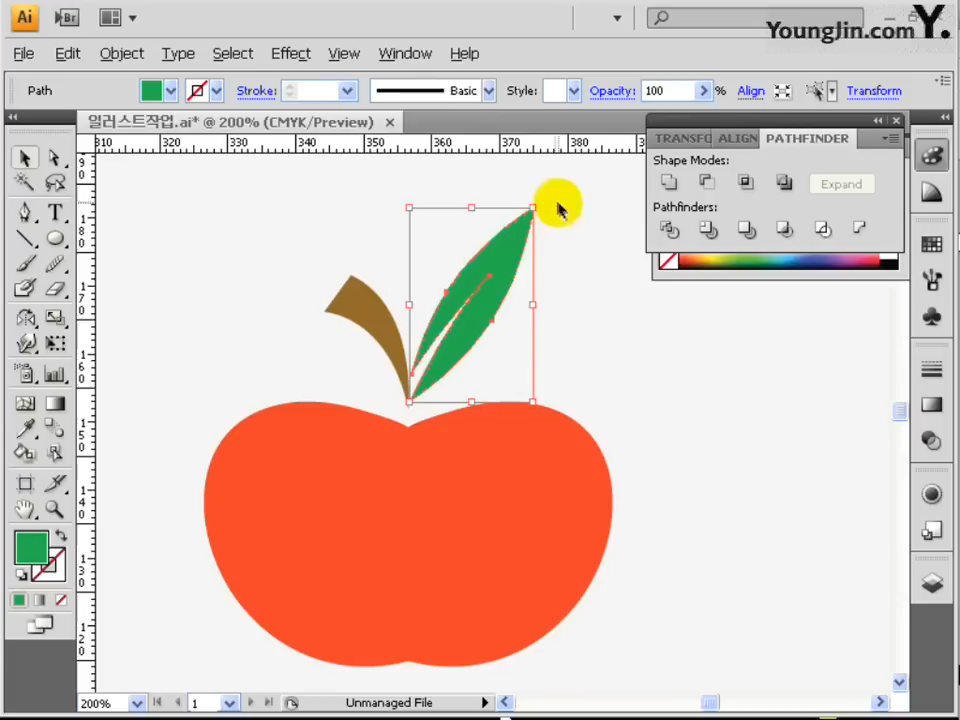 Ai Br
YoungJin.com Y.
File Edit Object Type Select Effect View Window Help
Path Stroke: Basic Style: Opacity: 100 % Align Transform
일러스트작업.ai* @ 200% (CMYK/Preview)
310 320 330 340 350 360 370 380
TRANSFO ALIGN PATHFINDER
Shape Modes:
Expand
Pathfinders:
200% 1 Unmanaged File